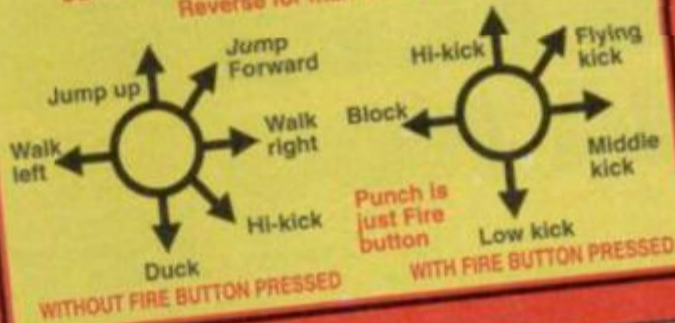 Reverse for
Jump up
Jump
Forward
Walk
left
Walk
right
Hi-kick
Duck
WITHOUT FIRE BUTTON PRESSED
Hi-kick
Flying
kick
Block
Middle
kick
Punch is
just Fire
button
Low kick
WITH FIRE BUTTON PRESSED